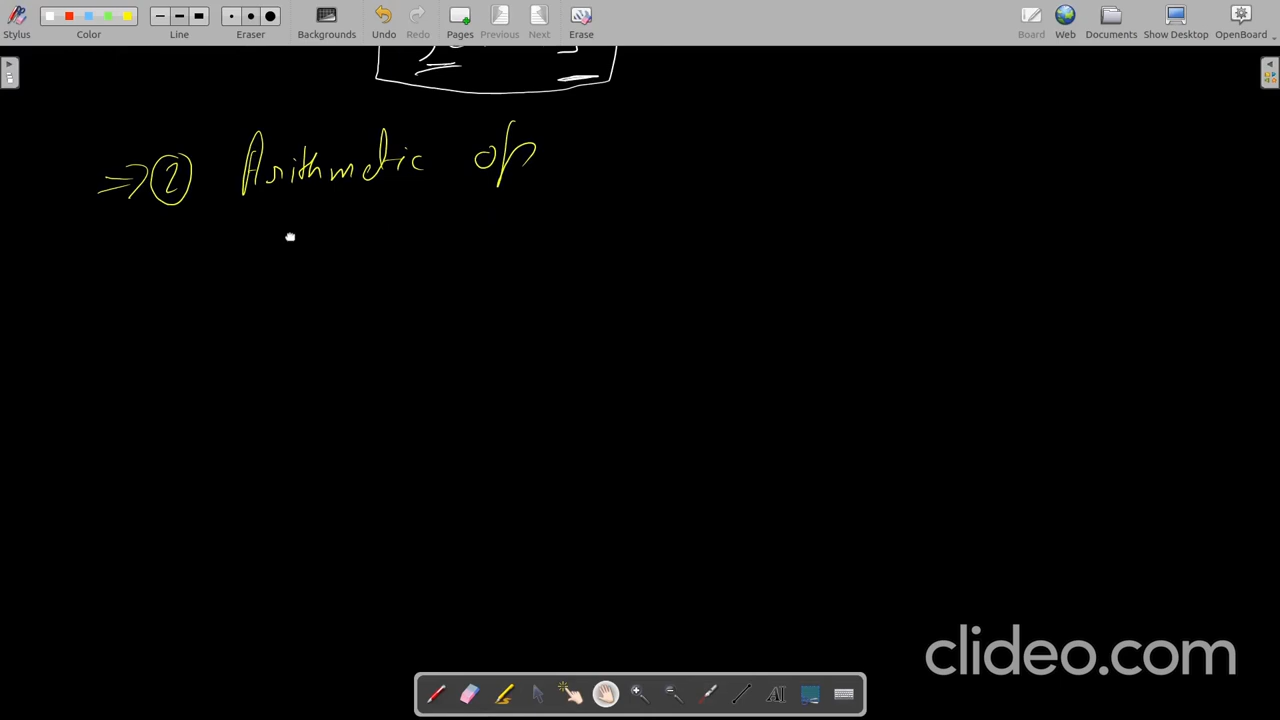 Stylus Color Line Eraser Backgrounds Undo Redo Pages Previous Next Erase Board Web Documents Show Desktop OpenBoard
⇒ ② Arithmetic op
clideo.com